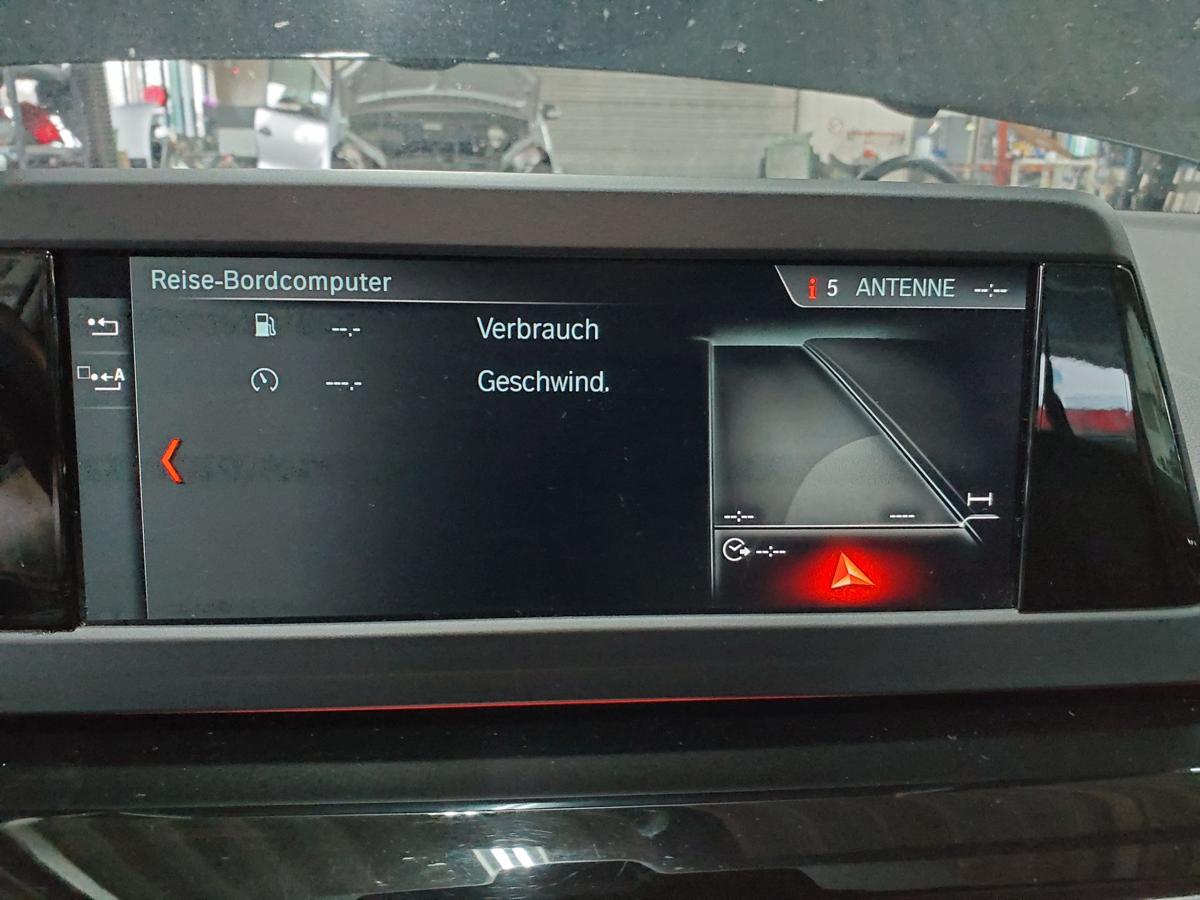 Reise-Bordcomputer
i 5 ANTENNE --:--
--.- Verbrauch
---.- Geschwind.
A
--:-- ----
--:--